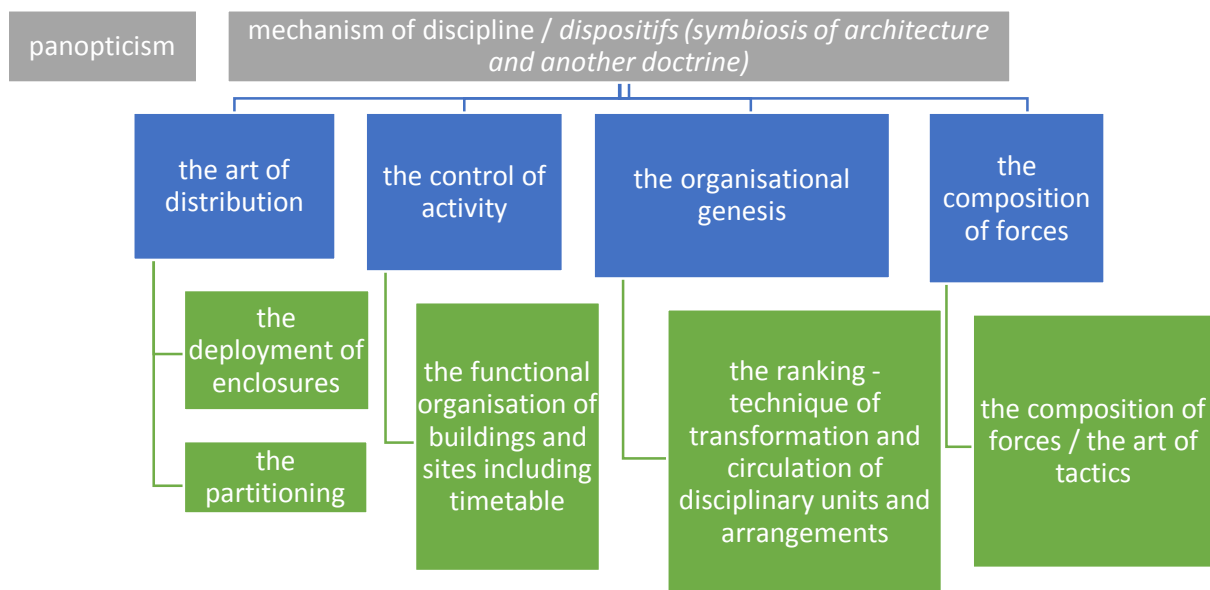 panopticism
mechanism of discipline / dispositifs (symbiosis of architecture
and another doctrine)
the art of
distribution
the deployment of
enclosures
the
partitioning
the control of
activity
the functional
organisation of
buildings and
sites including
timetable
the organisational
genesis
the ranking -
technique of
transformation and
circulation of
disciplinary units and
arrangements
the
composition
of forces
the composition of
forces / the art of
tactics